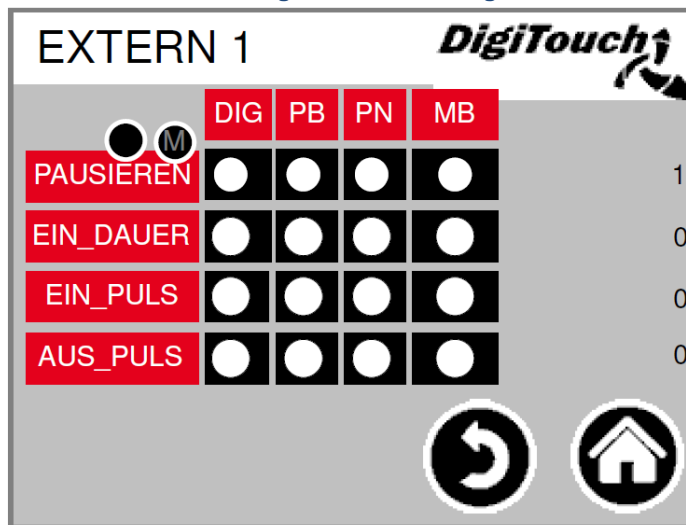 EXTERN 1
DigiTouch
DIG PB PN MB
M
PAUSIEREN 1
EIN_DAUER 0
EIN_PULS 0
AUS_PULS 0